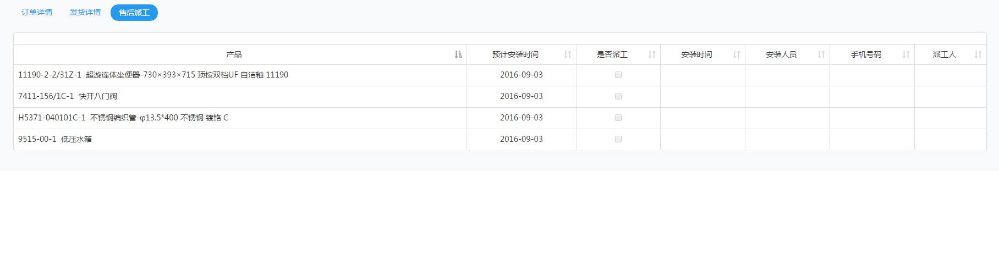 订单详情 发货详情 售后派工
产品 预计安装时间 是否派工 安装时间 安装人员 手机号码 派工人
11190-2-2/31Z-1 超漩连体坐便器-730×393×715 顶按双档UF 自洁釉 11190 2016-09-03
7411-156/1C-1 快开八门阀 2016-09-03
H5371-040101C-1 不锈钢编织管-φ13.5*400 不锈钢 镀铬 C 2016-09-03
9515-00-1 低压水箱 2016-09-03